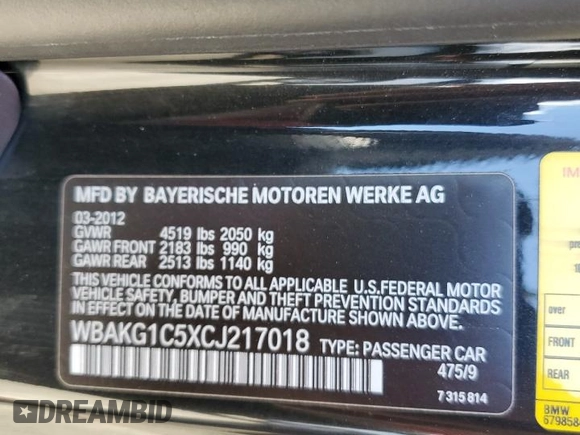 MFD BY BAYERISCHE MOTOREN WERKE AG
03-2012
GVWR 4519 lbs 2050 kg
GAWR FRONT 2183 lbs 990 kg
GAWR REAR 2513 lbs 1140 kg
THIS VEHICLE CONFORMS TO ALL APPLICABLE U.S.FEDERAL MOTOR
VEHICLE SAFETY, BUMPER AND THEFT PREVENTION STANDARDS
IN EFFECT ON THE DATE OF MANUFACTURE SHOWN ABOVE.
WBAKG1C5XCJ217018 TYPE: PASSENGER CAR
475/9
7 315 814
over
FRONT
REAR
BMW
DREAMBID